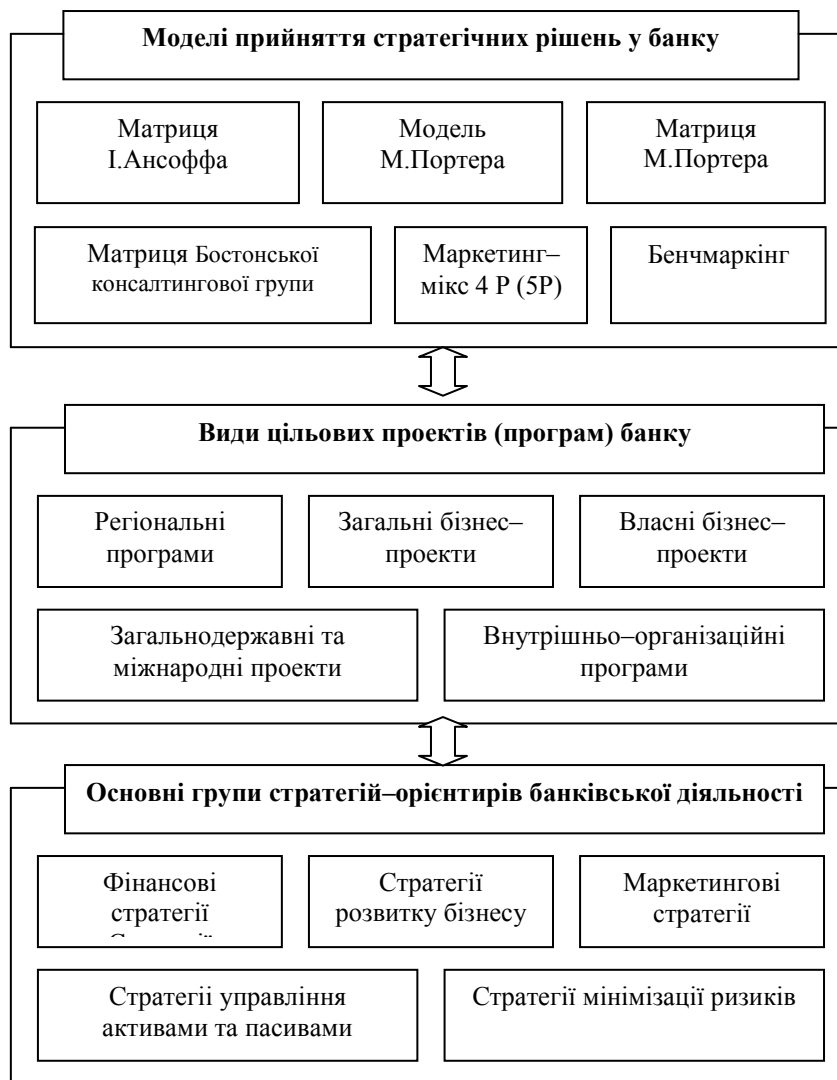 Моделі прийняття стратегічних рішень у банку
Матриця
І.Ансоффа
Модель
М.Портера
Матриця
М.Портера
Матриця Бостонської
консалтингової групи
Маркетинг–
мікс 4 Р (5Р)
Бенчмаркінг
Види цільових проектів (програм) банку
Регіональні
програми
Загальні бізнес–
проекти
Власні бізнес–
проекти
Загальнодержавні та
міжнародні проекти
Внутрішньо–організаційні
програми
Основні групи стратегій–орієнтирів банківської діяльності
Фінансові
стратегії
Стратегії
розвитку бізнесу
Маркетингові
стратегії
Стратегіі управління
активами та пасивами
Стратегії мінімізації ризиків